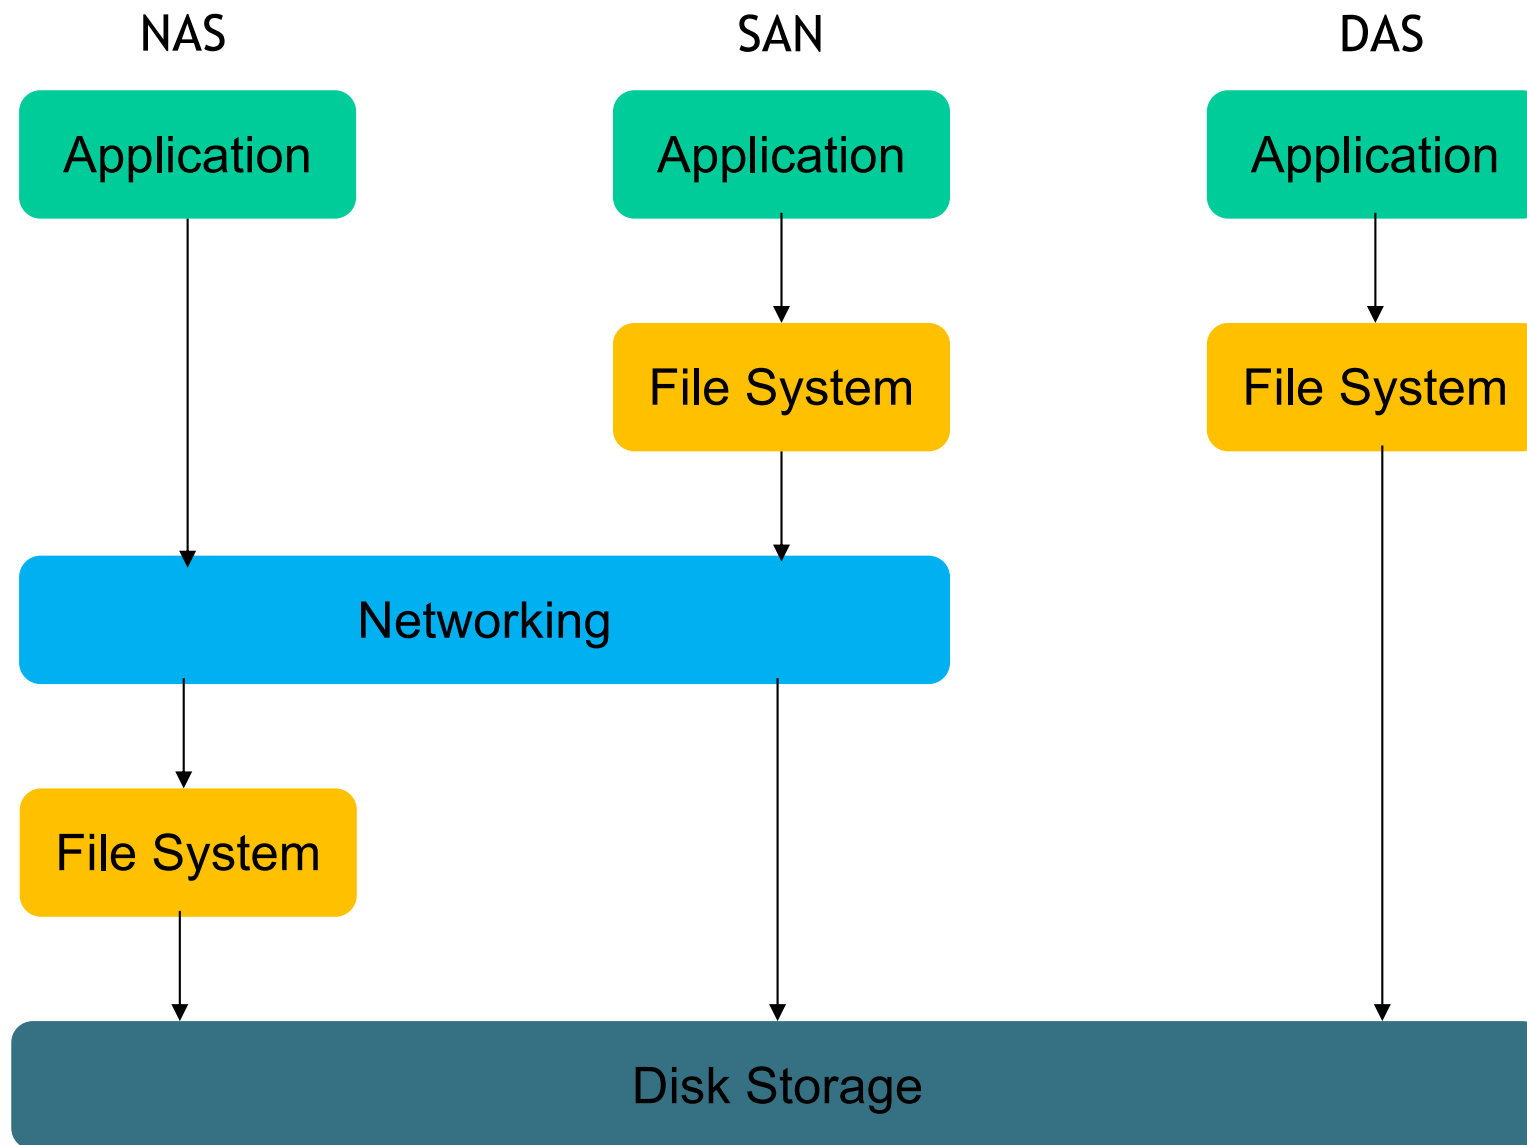 NAS
SAN
DAS
Application
Application
Application
File System
File System
Networking
File System
Disk Storage